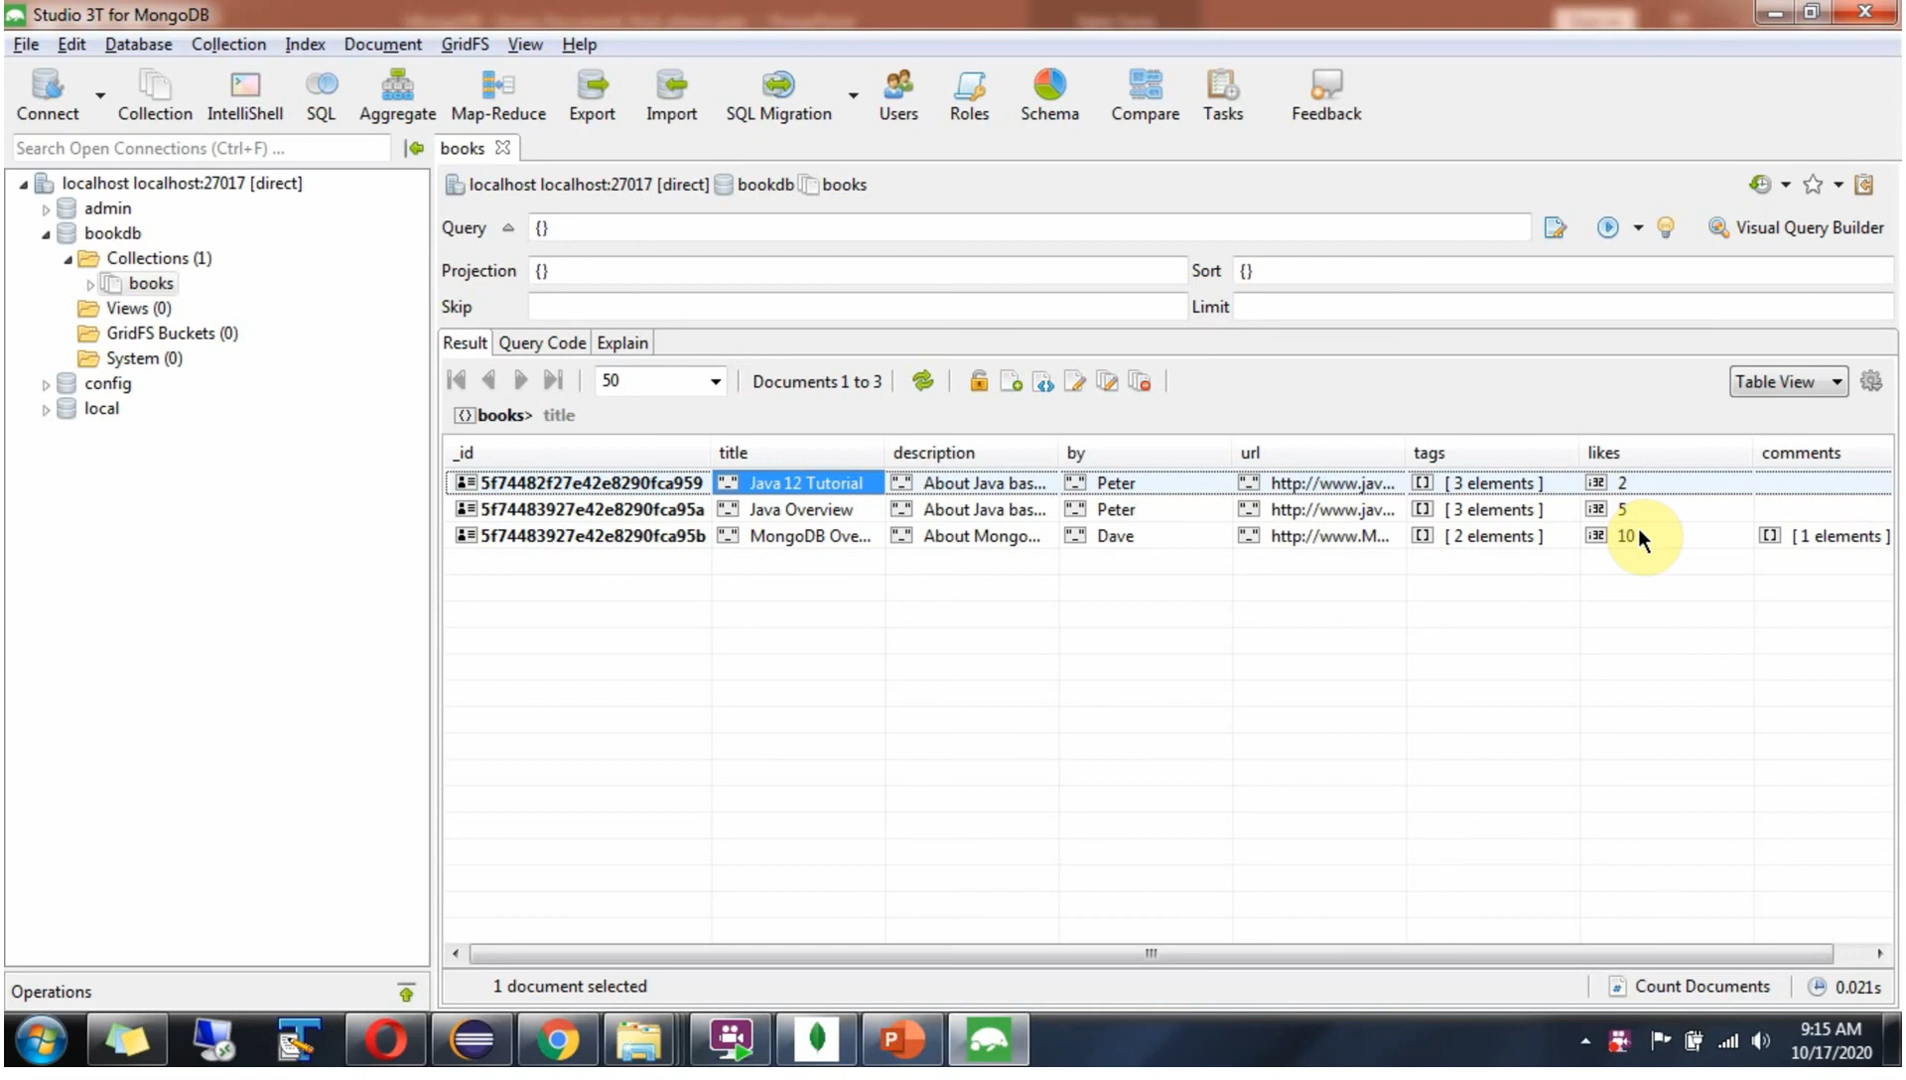 Studio 3T for MongoDB
File Edit Database Collection Index Document GridFS View Help
Connect Collection IntelliShell SQL Aggregate Map-Reduce Export Import SQL Migration Users Roles Schema Compare Tasks Feedback
Search Open Connections (Ctrl+F) ...
books
localhost localhost:27017 [direct]
admin
bookdb
Collections (1)
books
Views (0)
GridFS Buckets (0)
System (0)
config
local
localhost localhost:27017 [direct] bookdb books
Query {} Visual Query Builder
Projection {} Sort {}
Skip Limit
Result Query Code Explain
50 Documents 1 to 3 Table View
books> title
_id title description by url tags likes comments
5f74482f27e42e8290fca959 Java 12 Tutorial About Java bas... Peter http://www.jav... [ 3 elements ] 2
5f74483927e42e8290fca95a Java Overview About Java bas... Peter http://www.jav... [ 3 elements ] 5
5f74483927e42e8290fca95b MongoDB Ove... About Mongo... Dave http://www.M... [ 2 elements ] 10 [ 1 elements ]
Operations
1 document selected Count Documents 0.021s
9:15 AM
10/17/2020